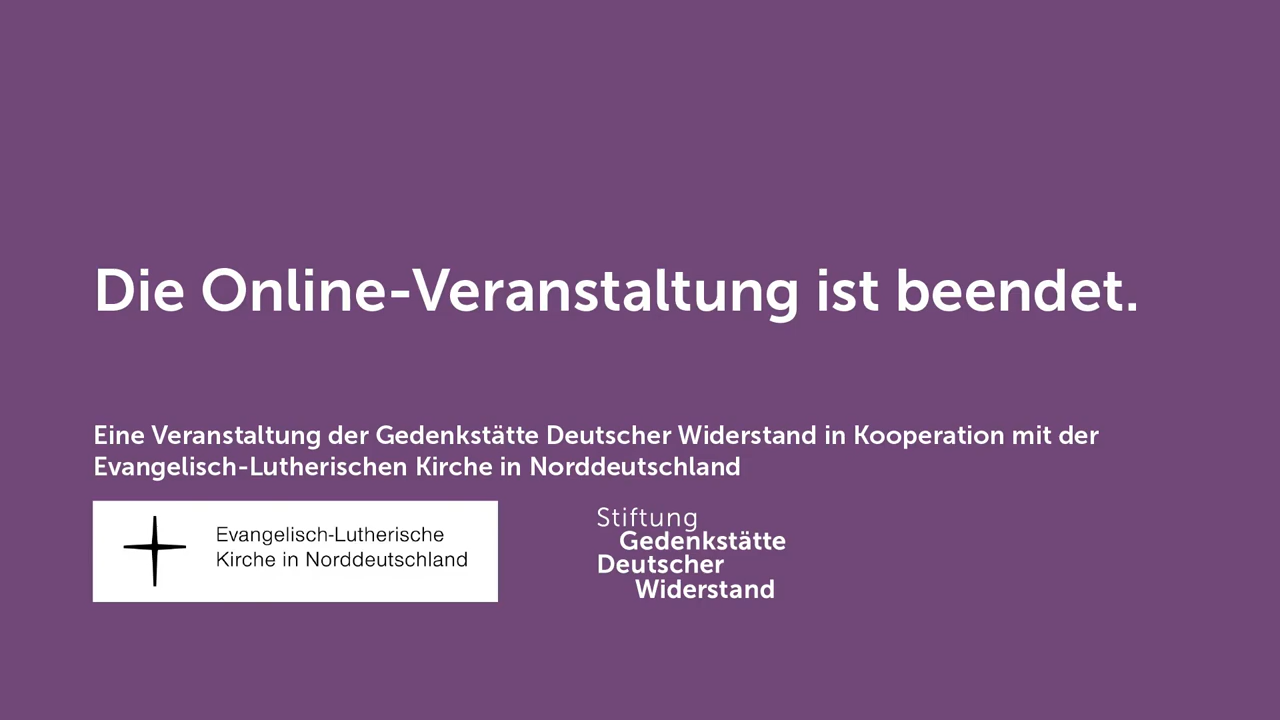 Die Online-Veranstaltung ist beendet.
Eine Veranstaltung der Gedenkstätte Deutscher Widerstand in Kooperation mit der
Evangelisch-Lutherischen Kirche in Norddeutschland
Evangelisch-Lutherische
Kirche in Norddeutschland
Stiftung
Gedenkstätte
Deutscher
Widerstand